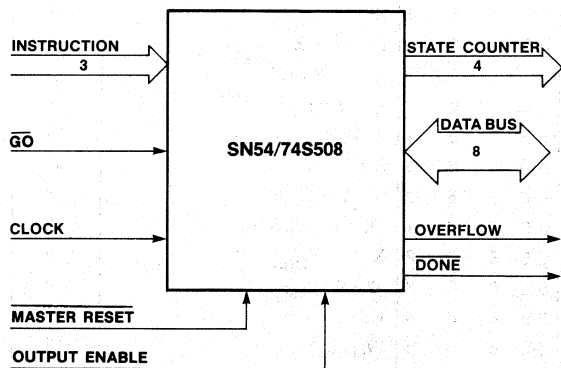 INSTRUCTION
3
STATE COUNTER
4
GO
SN54/74S508
DATA BUS
8
CLOCK
OVERFLOW
DONE
MASTER RESET
OUTPUT ENABLE